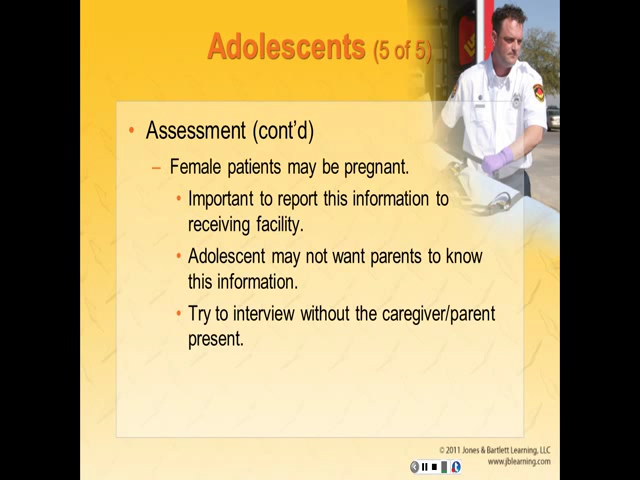 Adolescents (5 of 5)
• Assessment (cont'd)
– Female patients may be pregnant.
• Important to report this information to
receiving facility.
• Adolescent may not want parents to know
this information.
• Try to interview without the caregiver/parent
present.
© 2011 Jones & Bartlett Learning, LLC
www.jblearning.com